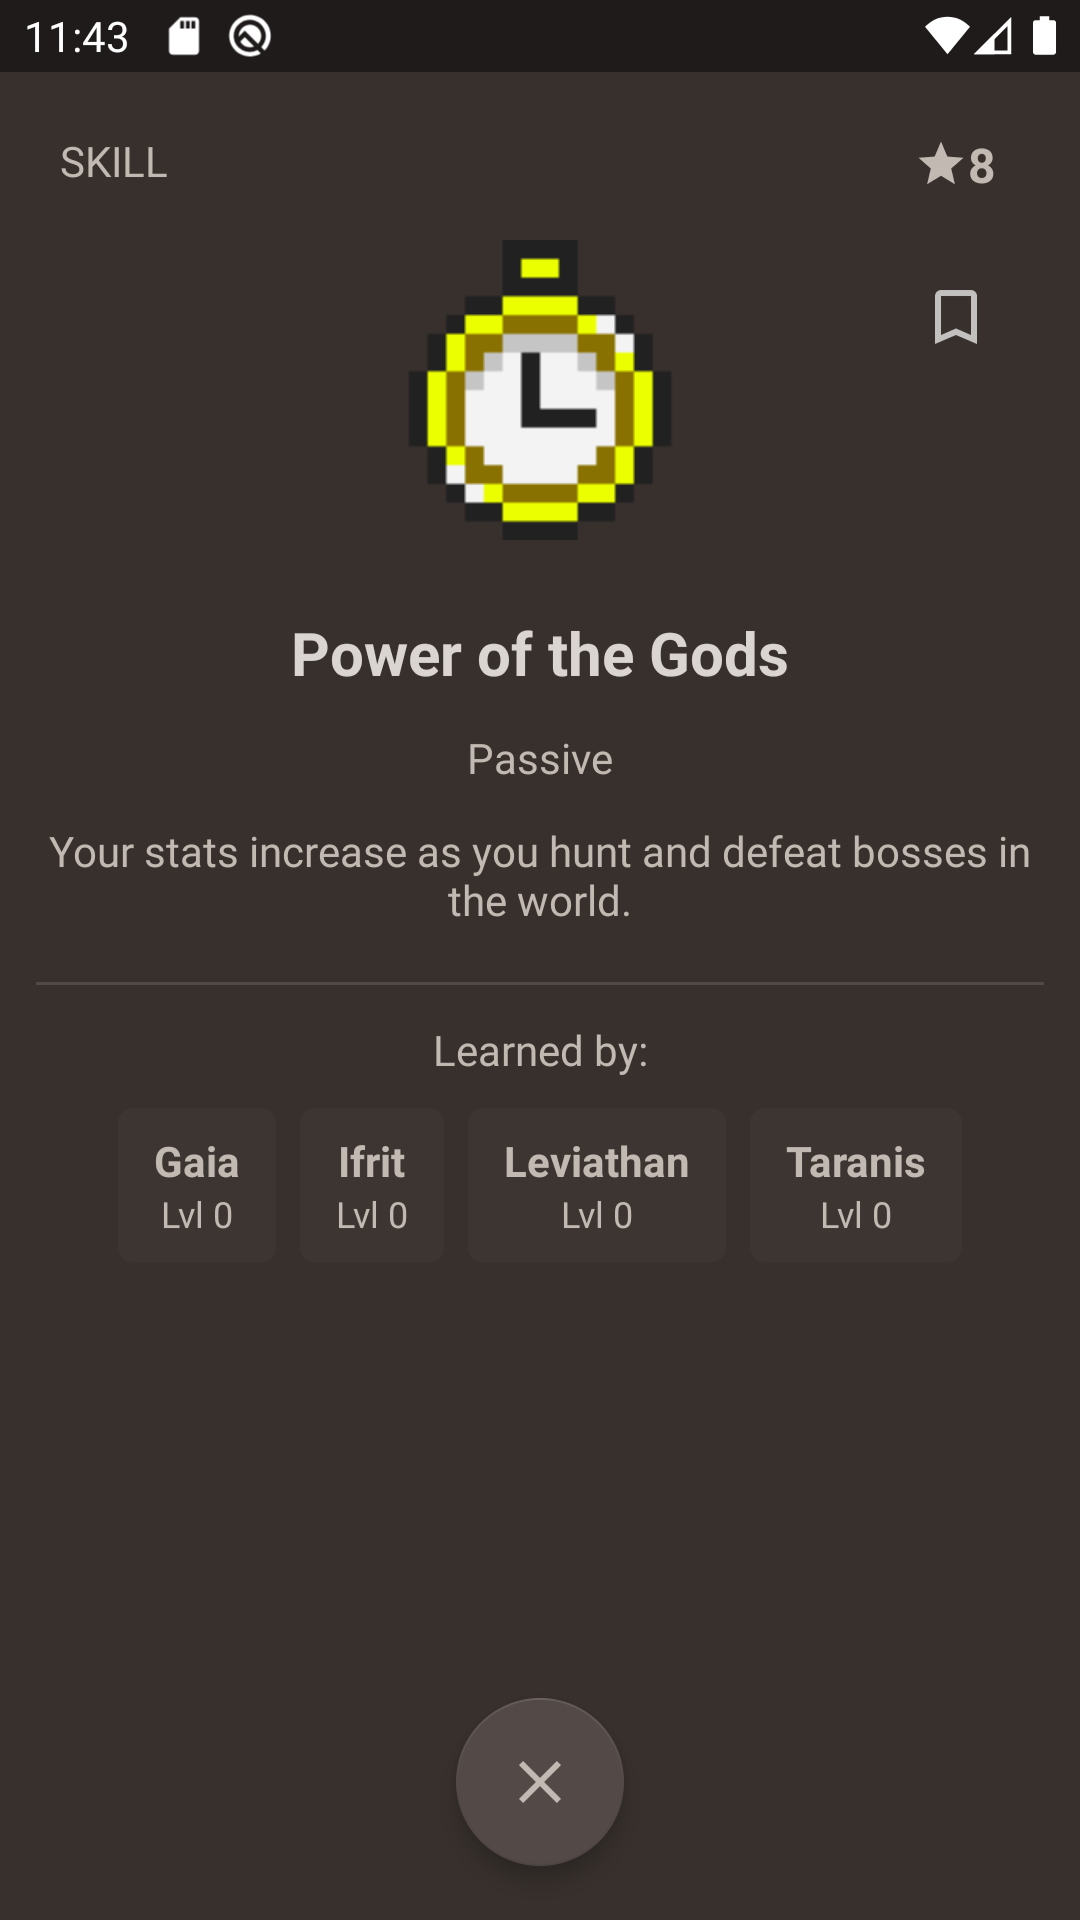 11:43
SKILL
8
Power of the Gods
Passive
Your stats increase as you hunt and defeat bosses in
the world.
Learned by:
Gaia
Lvl 0
Ifrit
Lvl 0
Leviathan
Lvl 0
Taranis
Lvl 0